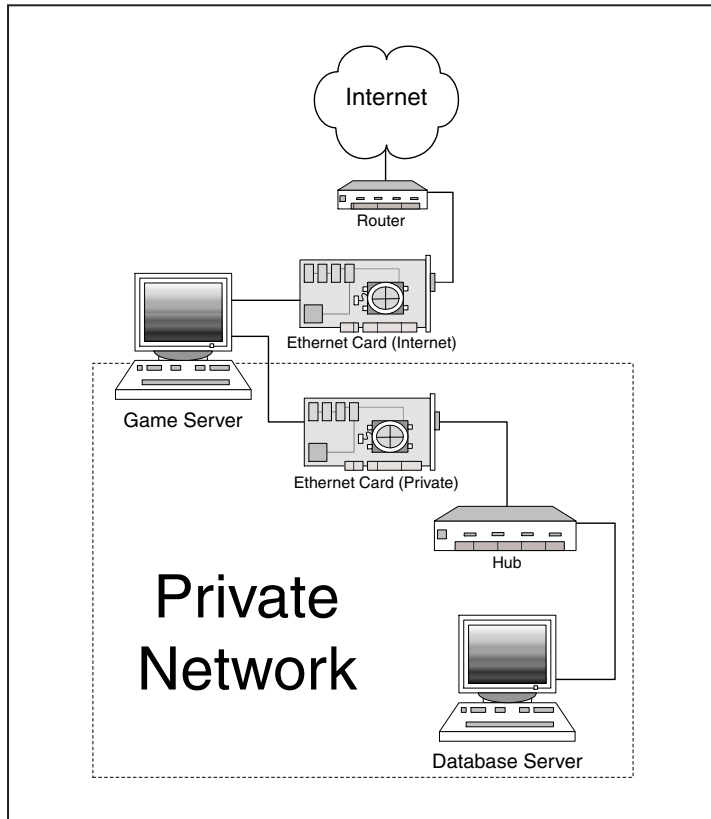 Internet
Router
Ethernet Card (Internet)
Game Server
Ethernet Card (Private)
Hub
Private
Network
Database Server